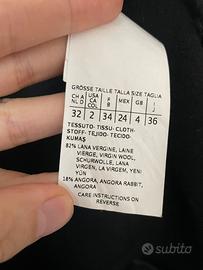 GRÖSSE TAILLE TALLA SIZE TAGLIA
CH A NL D
USA CA COL
F B
MEX
GB
I J
32 2 34 24 4 36
TESSUTO- TISSU- CLOTH-
STOFF- TEJIDO- TECIDO-
KUMAŞ
82% LANA VERGINE, LAINE
VIERGE, VIRGIN WOOL,
SCHURWOLLE, LANA
VIRGEN, LÃ VIRGEM, YENİ
YÜN
18% ANGORA, ANGORA RABBIT,
ANGORA
CARE INSTRUCTIONS ON
REVERSE
subito